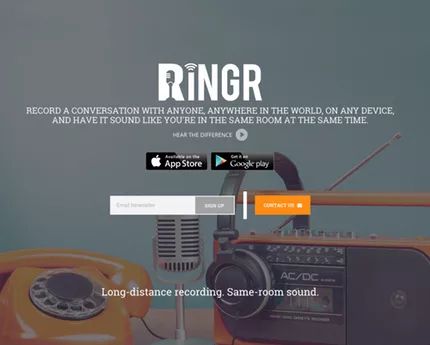 RINGR
RECORD A CONVERSATION WITH ANYONE, ANYWHERE IN THE WORLD, ON ANY DEVICE,
AND HAVE IT SOUND LIKE YOU'RE IN THE SAME ROOM AT THE SAME TIME.
HEAR THE DIFFERENCE
Available on the App Store
Get it on Google play
Email Newsletter
SIGN UP
CONTACT US
AC/DC
Long-distance recording. Same-room sound.